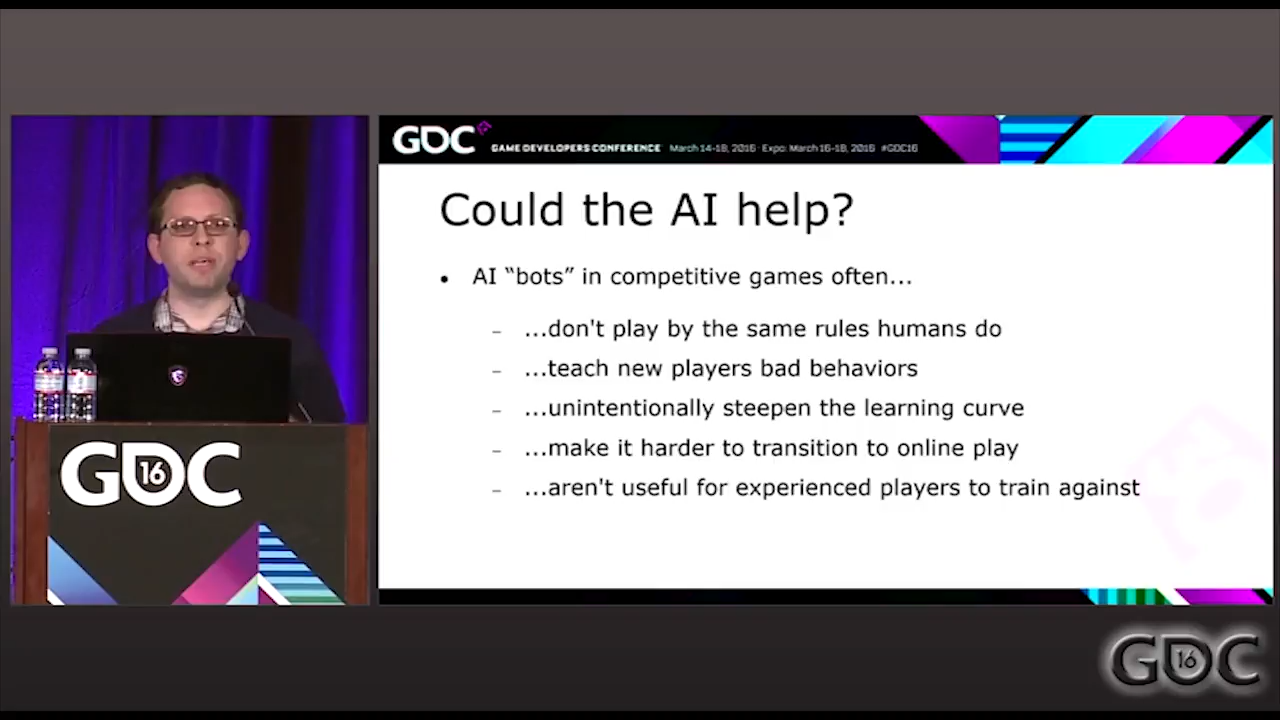 GDC
GAME DEVELOPERS CONFERENCE March 14-18, 2016 · Expo: March 16-18, 2016 #GDC16
Could the AI help?
• AI “bots” in competitive games often...
– ...don't play by the same rules humans do
– ...teach new players bad behaviors
– ...unintentionally steepen the learning curve
– ...make it harder to transition to online play
– ...aren't useful for experienced players to train against
GDC
16
GDC
16